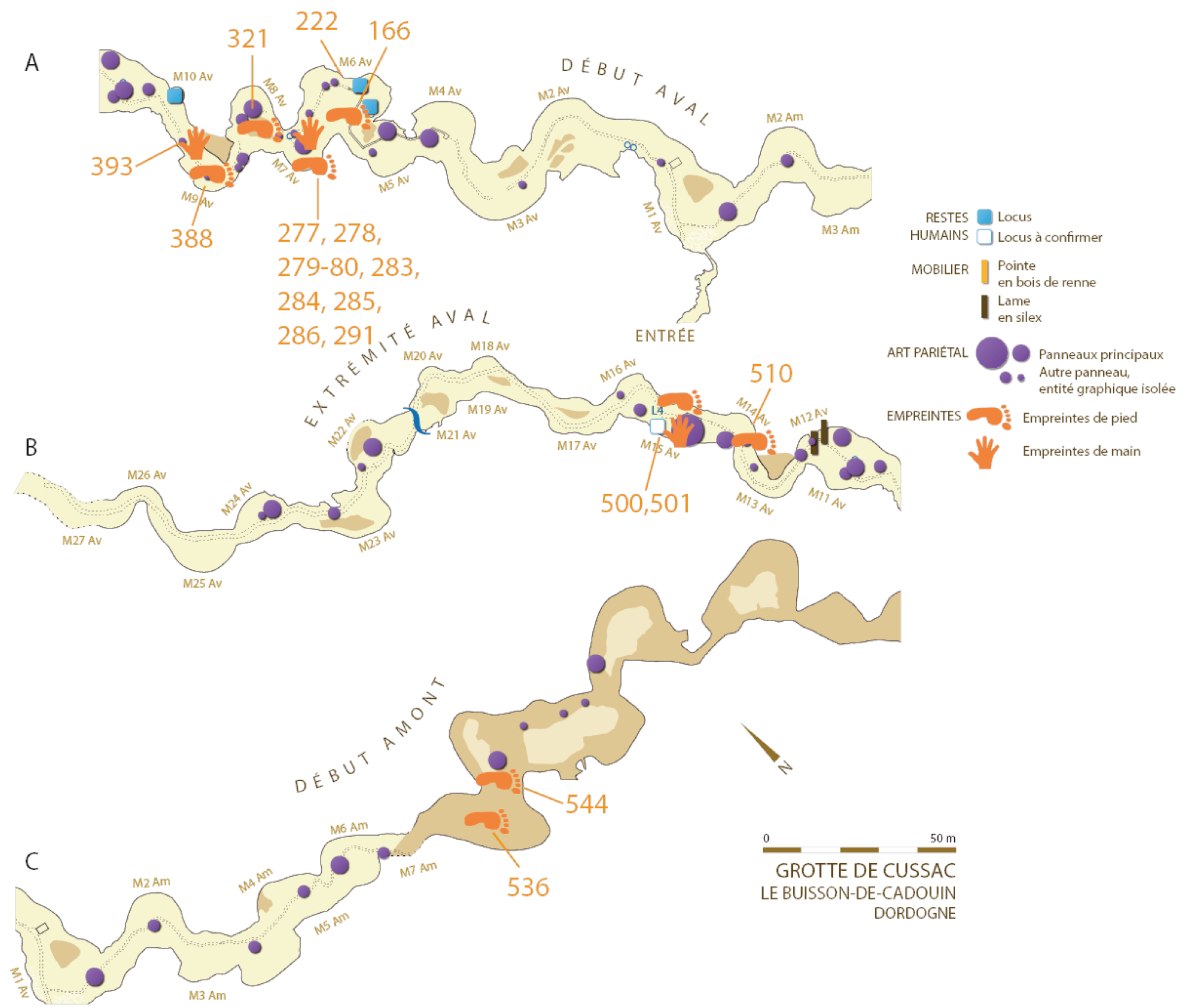 A
321
222
166
M10 Av
M8 Av
M6 Av
M4 Av
M2 Av
DÉBUT AVAL
M2 Am
393
M9 Av
388
M7 Av
M5 Av
M3 Av
M1 Av
M3 Am
277, 278,
279-80, 283,
284, 285,
286, 291
RESTES
HUMAINS
Locus
Locus à confirmer
MOBILIER
Pointe
en bois de renne
Lame
en silex
ART PARIÉTAL
Panneaux principaux
Autre panneau,
entité graphique isolée
EMPREINTES
Empreintes de pied
Empreintes de main
B
EXTRÉMITÉ AVAL
ENTRÉE
M20 Av
M18 Av
M16 Av
510
M14 Av
M12 Av
L4
M22 Av
M21 Av
M19 Av
M17 Av
M15 Av
500,501
M13 Av
M11 Av
M26 Av
M24 Av
M27 Av
M25 Av
M23 Av
C
DÉBUT AMONT
544
536
M6 Am
M7 Am
M4 Am
M2 Am
M5 Am
M3 Am
M1 Av
N
0
50 m
GROTTE DE CUSSAC
LE BUISSON-DE-CADOUIN
DORDOGNE